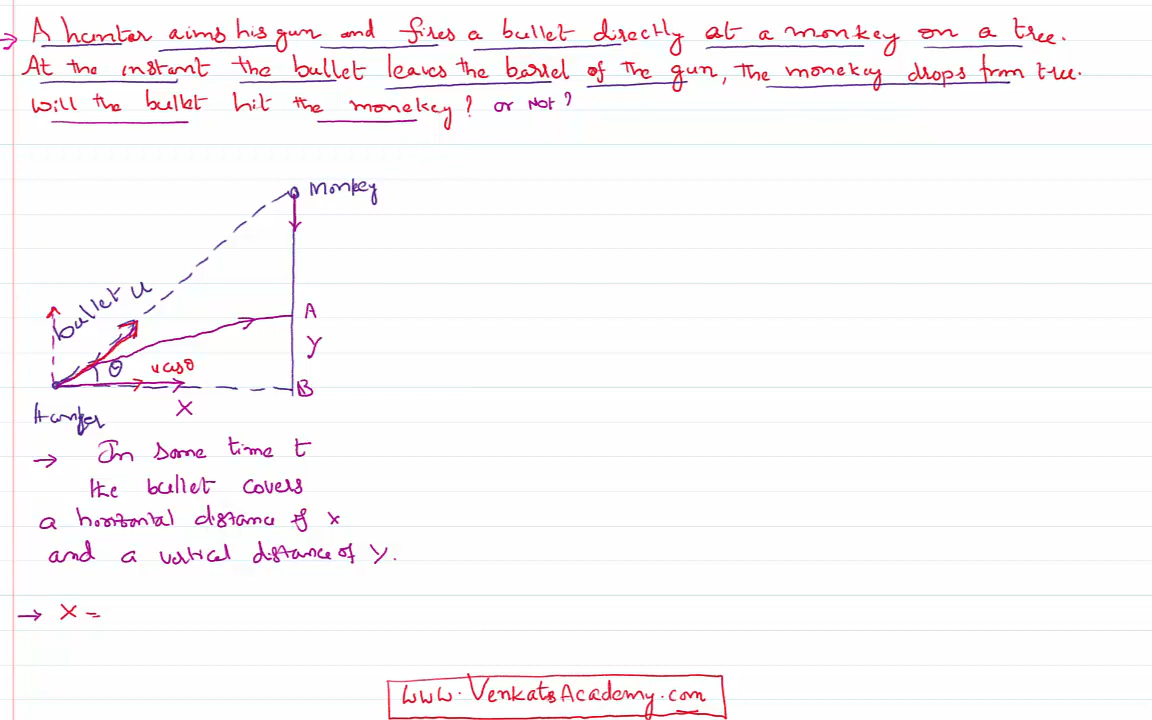 → A hunter aims his gun and fires a bullet directly at a monkey on a tree.
At the instant the bullet leaves the barrel of the gun, the monekey drops from tree.
Will the bullet hit the monekey? or Not?
Monkey
bullet u
A
θ
ucosθ
y
B
x
Hunter
→ In some time t
the bullet covers
a horizontal distance of x
and a vertical distance of y.
→ x =
www.VenkatsAcademy.com